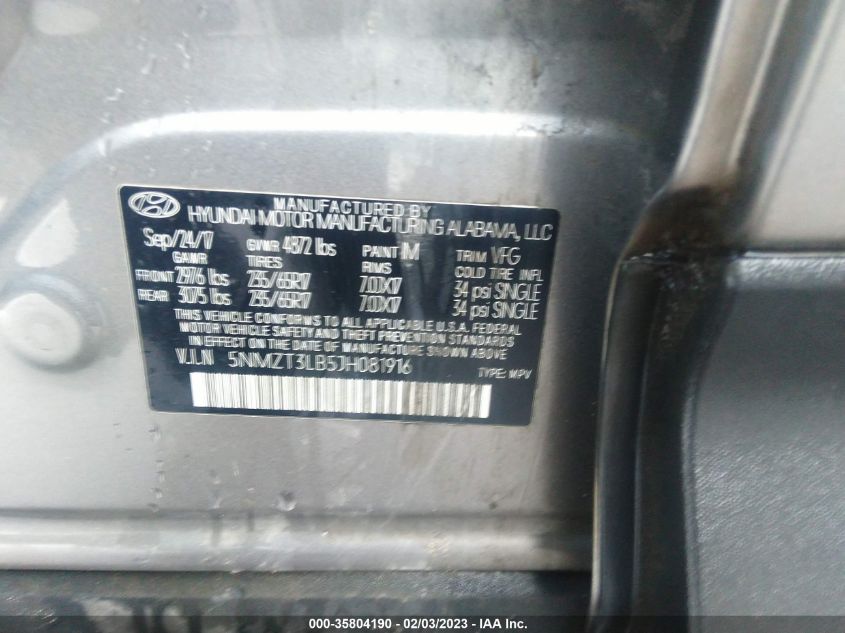 MANUFACTURED BY
HYUNDAI MOTOR MANUFACTURING ALABAMA, LLC
Sep/24/17 GVWR 4872 lbs PAINT M TRIM VFG
GAWR TIRES RIMS COLD TIRE INFL
FRONT 2976 lbs 235/65R17 7.0JX17 34 psi SINGLE
REAR 3075 lbs 235/65R17 7.0JX17 34 psi SINGLE
THIS VEHICLE CONFORMS TO ALL APPLICABLE U.S.A. FEDERAL
MOTOR VEHICLE SAFETY AND THEFT PREVENTION STANDARDS
IN EFFECT ON THE DATE OF MANUFACTURE SHOWN ABOVE
V.I.N 5NMZT3LB5JH081916 TYPE: MPV
000-35804190 - 02/03/2023 - IAA Inc.